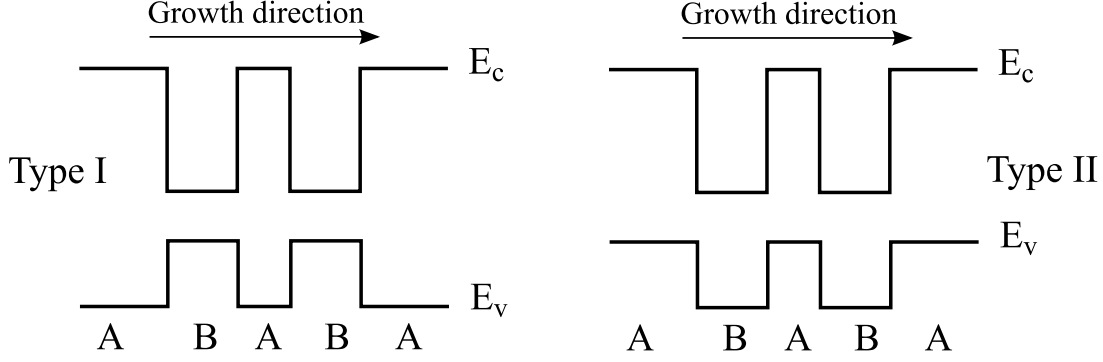 Growth direction
E_c
Type I
E_v
A B A B A
Growth direction
E_c
Type II
E_v
A B A B A